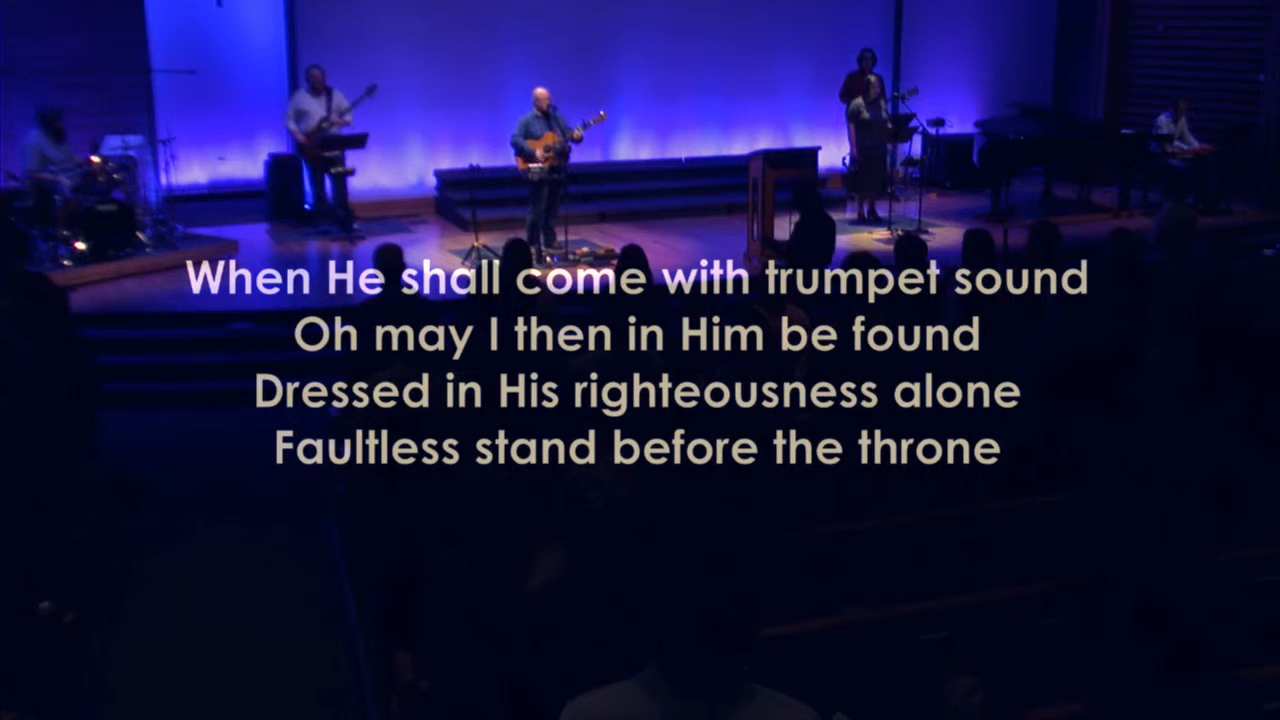 When He shall come with trumpet sound
Oh may I then in Him be found
Dressed in His righteousness alone
Faultless stand before the throne